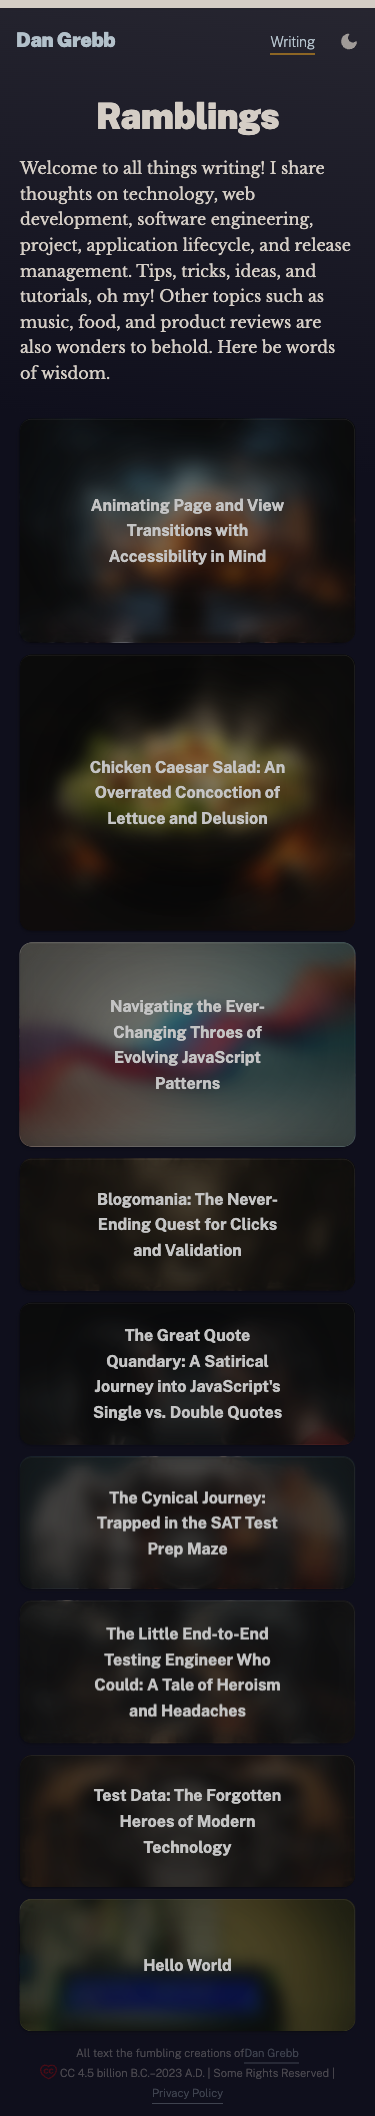 Dan Grebb
Writing
Ramblings
Welcome to all things writing! I share
thoughts on technology, web
development, software engineering,
project, application lifecycle, and release
management. Tips, tricks, ideas, and
tutorials, oh my! Other topics such as
music, food, and product reviews are
also wonders to behold. Here be words
of wisdom.
Animating Page and View
Transitions with
Accessibility in Mind
Chicken Caesar Salad: An
Overrated Concoction of
Lettuce and Delusion
Navigating the Ever-
Changing Throes of
Evolving JavaScript
Patterns
Blogomania: The Never-
Ending Quest for Clicks
and Validation
The Great Quote
Quandary: A Satirical
Journey into JavaScript's
Single vs. Double Quotes
The Cynical Journey:
Trapped in the SAT Test
Prep Maze
The Little End-to-End
Testing Engineer Who
Could: A Tale of Heroism
and Headaches
Test Data: The Forgotten
Heroes of Modern
Technology
Hello World
All text the fumbling creations ofDan Grebb
CC 4.5 billion B.C.–2023 A.D. | Some Rights Reserved |
Privacy Policy